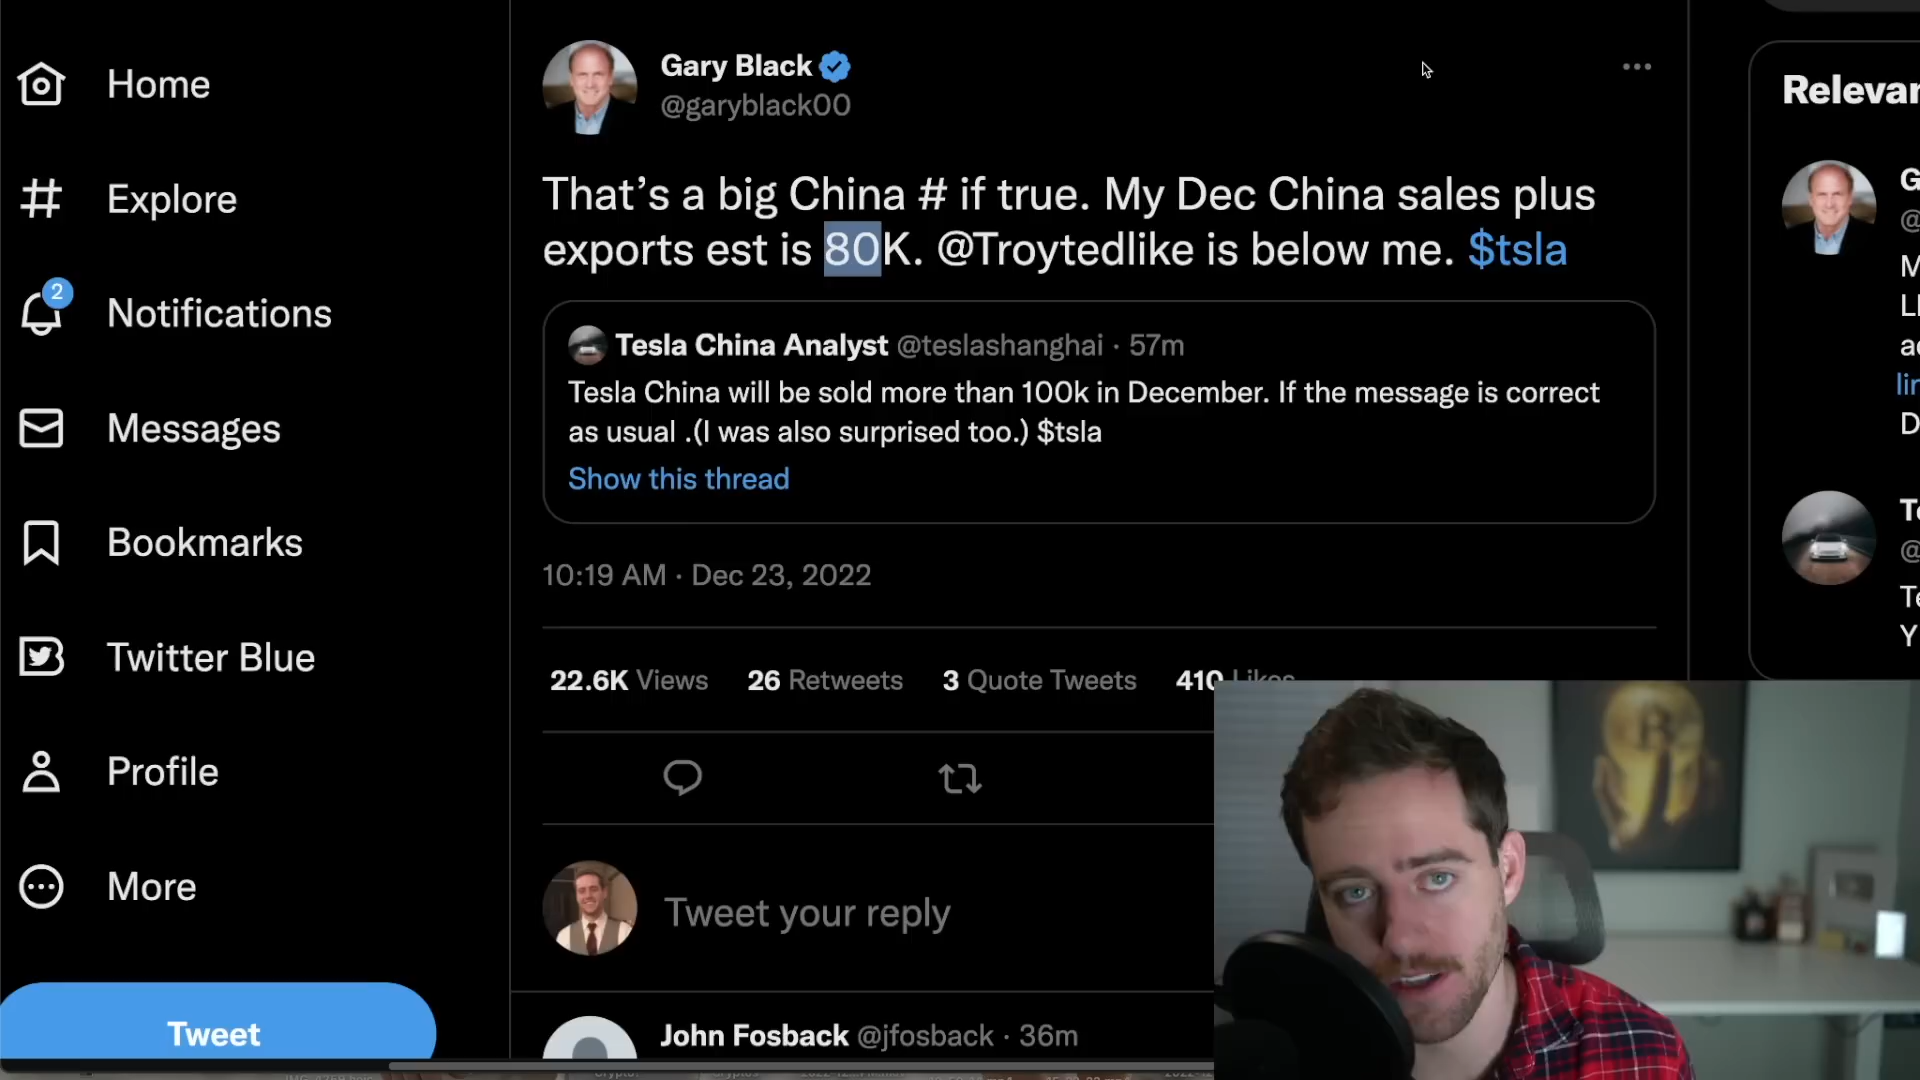 Home
Explore
2
Notifications
Messages
Bookmarks
Twitter Blue
Profile
More
Tweet
Gary Black
@garyblack00
That’s a big China # if true. My Dec China sales plus
exports est is 80K. @Troytedlike is below me. $tsla
Tesla China Analyst @teslashanghai · 57m
Tesla China will be sold more than 100k in December. If the message is correct
as usual .(I was also surprised too.) $tsla
Show this thread
10:19 AM · Dec 23, 2022
22.6K Views 26 Retweets 3 Quote Tweets 410 Likes
Tweet your reply
John Fosback @jfosback · 36m
Relevan
G
@
M
D
T
@
Y